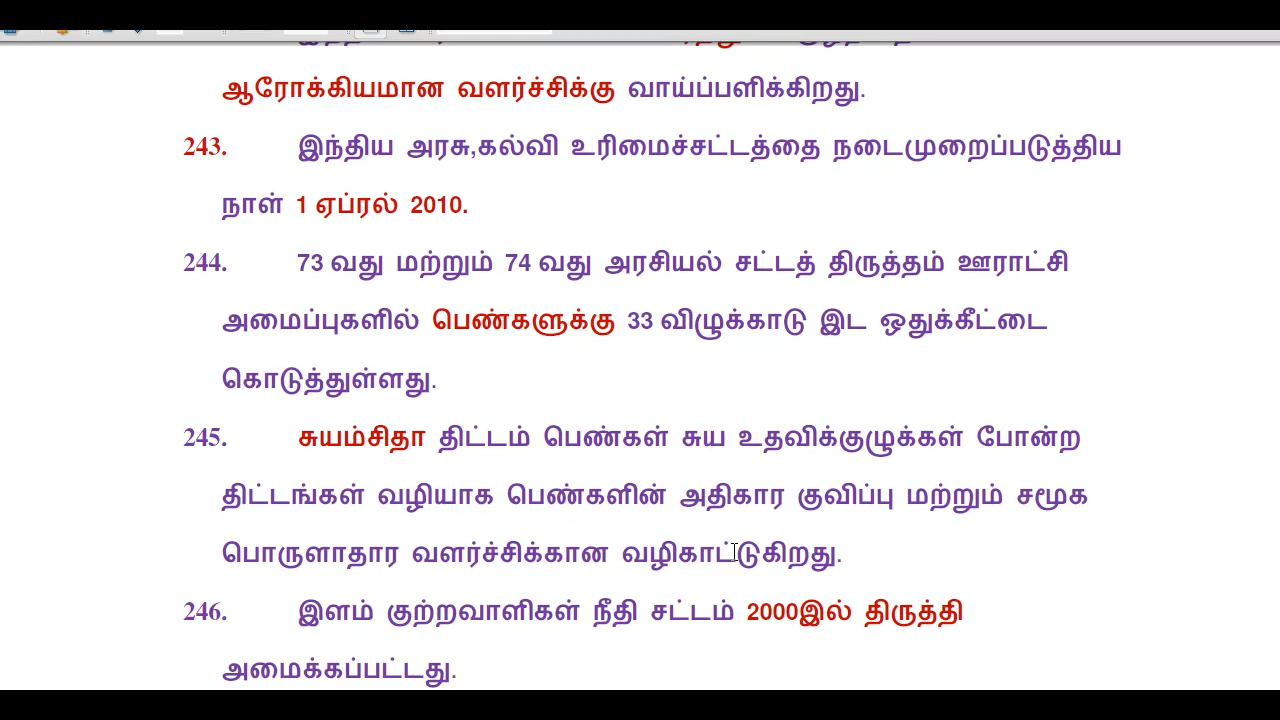 ஆரோக்கியமான வளர்ச்சிக்கு வாய்ப்பளிக்கிறது.
243. இந்திய அரசு,கல்வி உரிமைச்சட்டத்தை நடைமுறைப்படுத்திய
நாள் 1 ஏப்ரல் 2010.
244. 73 வது மற்றும் 74 வது அரசியல் சட்டத் திருத்தம் ஊராட்சி
அமைப்புகளில் பெண்களுக்கு 33 விழுக்காடு இட ஒதுக்கீட்டை
கொடுத்துள்ளது.
245. சுயம்சிதா திட்டம் பெண்கள் சுய உதவிக்குழுக்கள் போன்ற
திட்டங்கள் வழியாக பெண்களின் அதிகார குவிப்பு மற்றும் சமூக
பொருளாதார வளர்ச்சிக்கான வழிகாட்டுகிறது.
246. இளம் குற்றவாளிகள் நீதி சட்டம் 2000இல் திருத்தி
அமைக்கப்பட்டது.